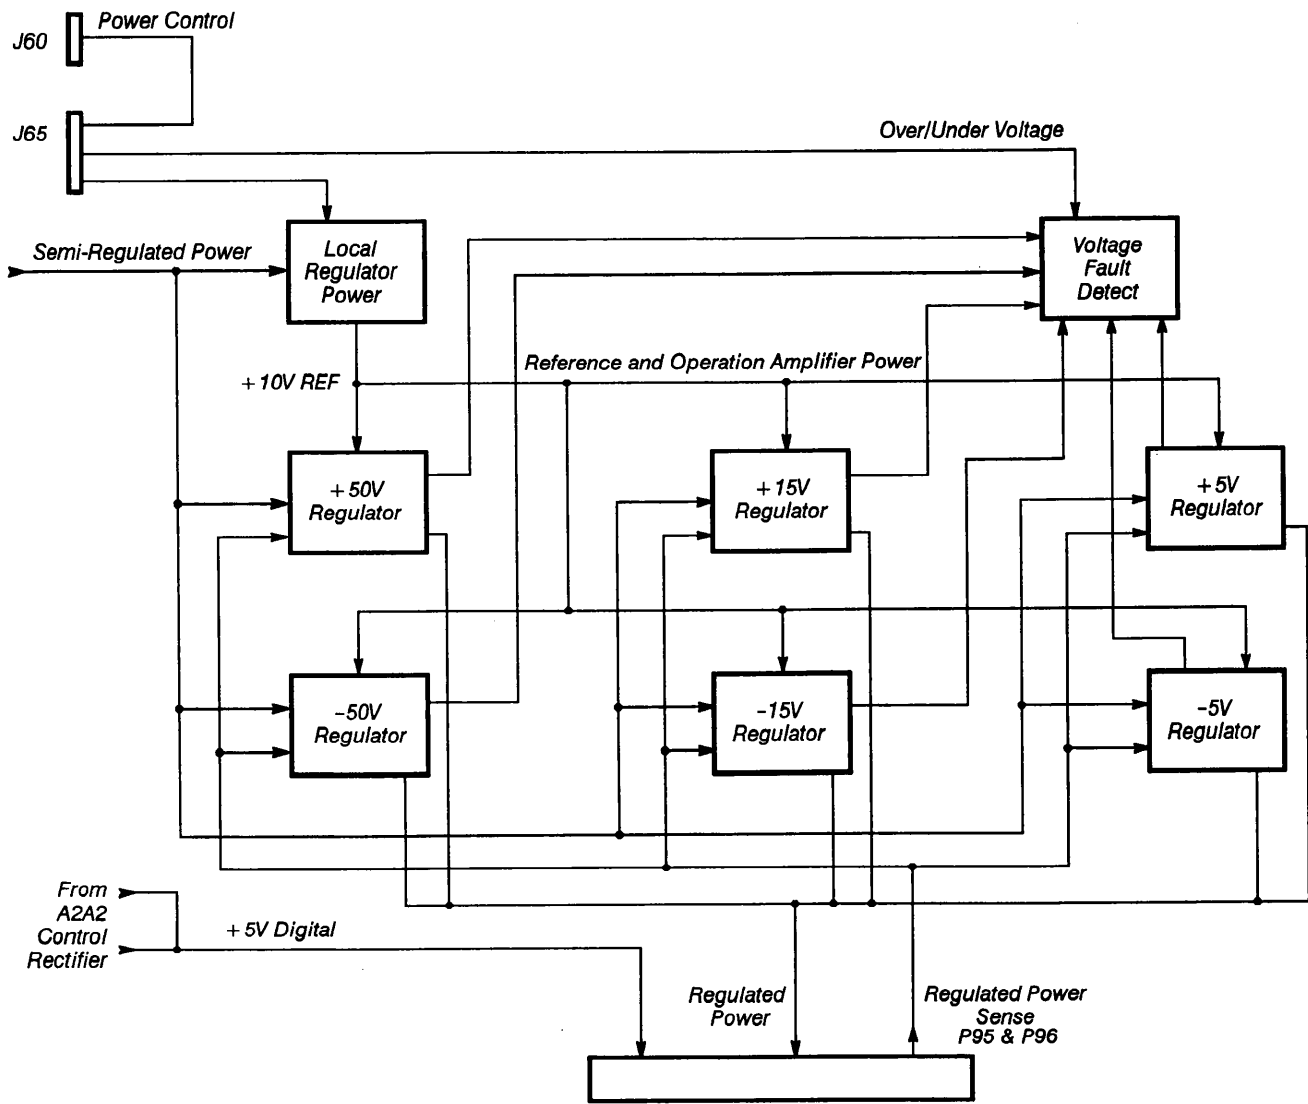 Power Control
J60
J65
Over/Under Voltage
Semi-Regulated Power
Local
Regulator
Power
Voltage
Fault
Detect
Reference and Operation Amplifier Power
+10V REF
+50V
Regulator
+15V
Regulator
+5V
Regulator
-50V
Regulator
-15V
Regulator
-5V
Regulator
From
A2A2
Control
Rectifier
+5V Digital
Regulated
Power
Regulated Power
Sense
P95 & P96